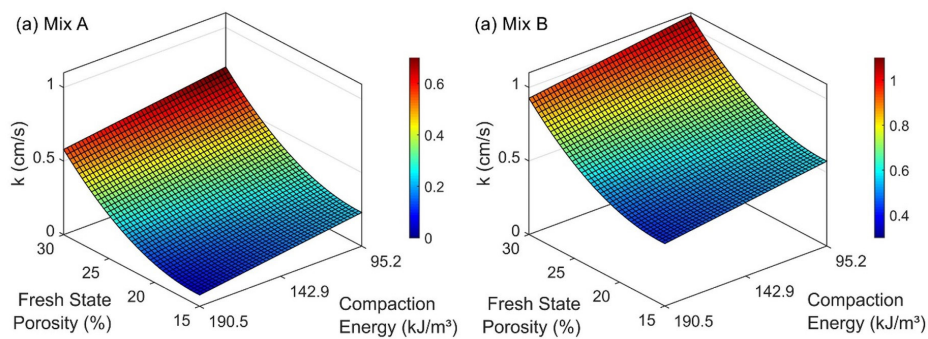 (a) Mix A
k (cm/s)
1
0.5
0
30
25
20
15
Fresh State
Porosity (%)
190.5
142.9
95.2
Compaction
Energy (kJ/m³)
0.6
0.4
0.2
0
(a) Mix B
k (cm/s)
1
0.5
0
30
25
20
15
Fresh State
Porosity (%)
190.5
142.9
95.2
Compaction
Energy (kJ/m³)
1
0.8
0.6
0.4